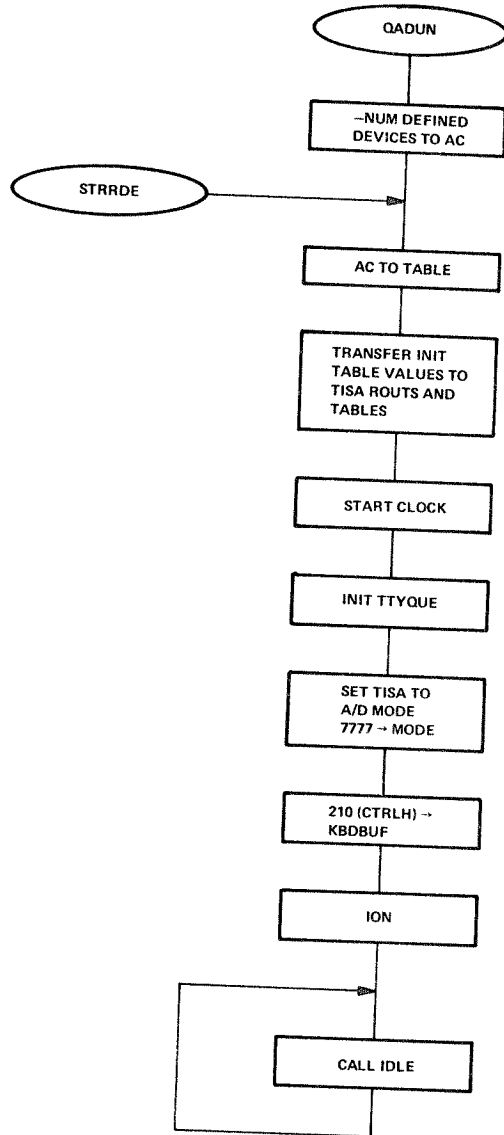 QADUN
–NUM DEFINED
DEVICES TO AC
STRRDE
AC TO TABLE
TRANSFER INIT
TABLE VALUES TO
TISA ROUTS AND
TABLES
START CLOCK
INIT TTYQUE
SET TISA TO
A/D MODE
7777 → MODE
210 (CTRLH) →
KBDBUF
ION
CALL IDLE